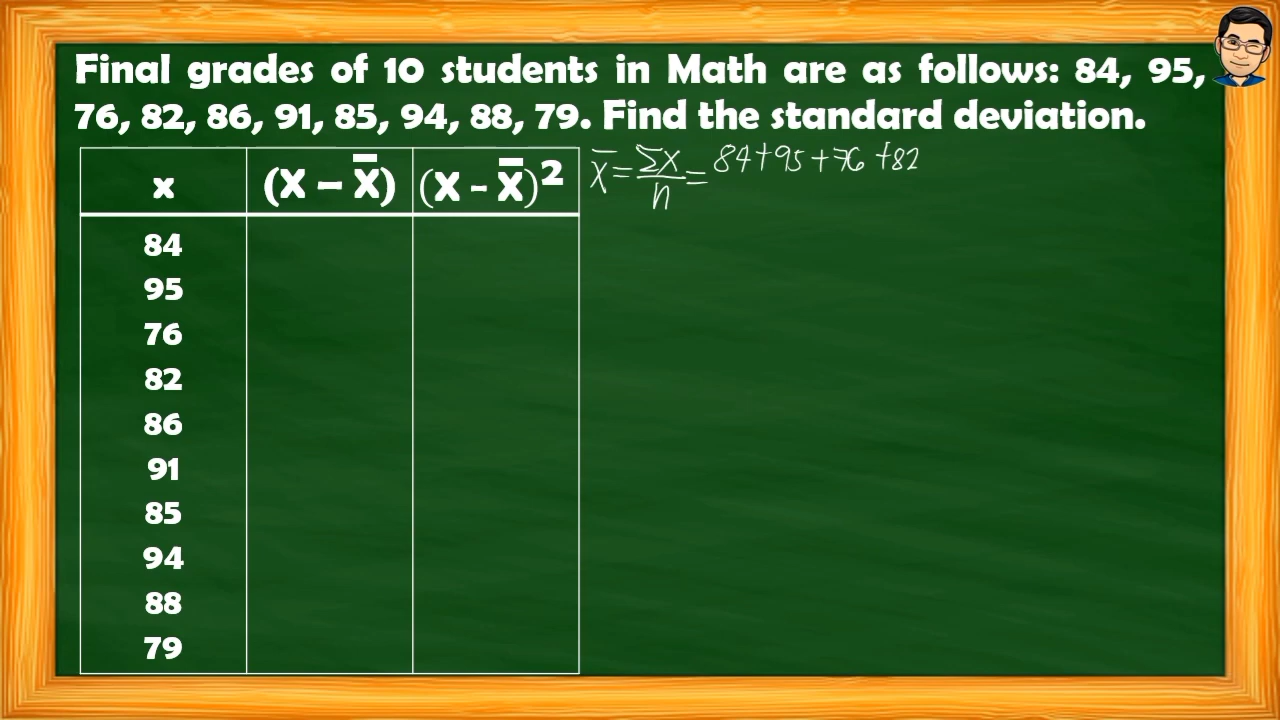 Final grades of 10 students in Math are as follows: 84, 95,
76, 82, 86, 91, 85, 94, 88, 79. Find the standard deviation.
x (X – X̅) (X - X̅)²
84
95
76
82
86
91
85
94
88
79
X̅ = ΣX/n = 84+95+76+82